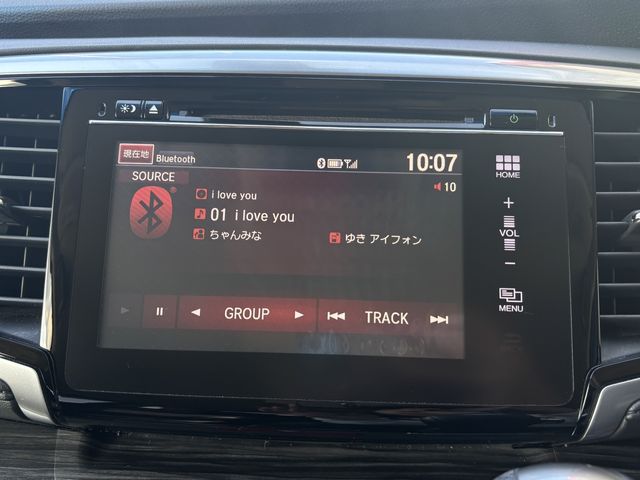 現在地 Bluetooth 10:07
SOURCE 10
i love you
01 i love you
ちゃんみな ゆき アイフォン
GROUP TRACK
HOME
+
VOL
−
MENU